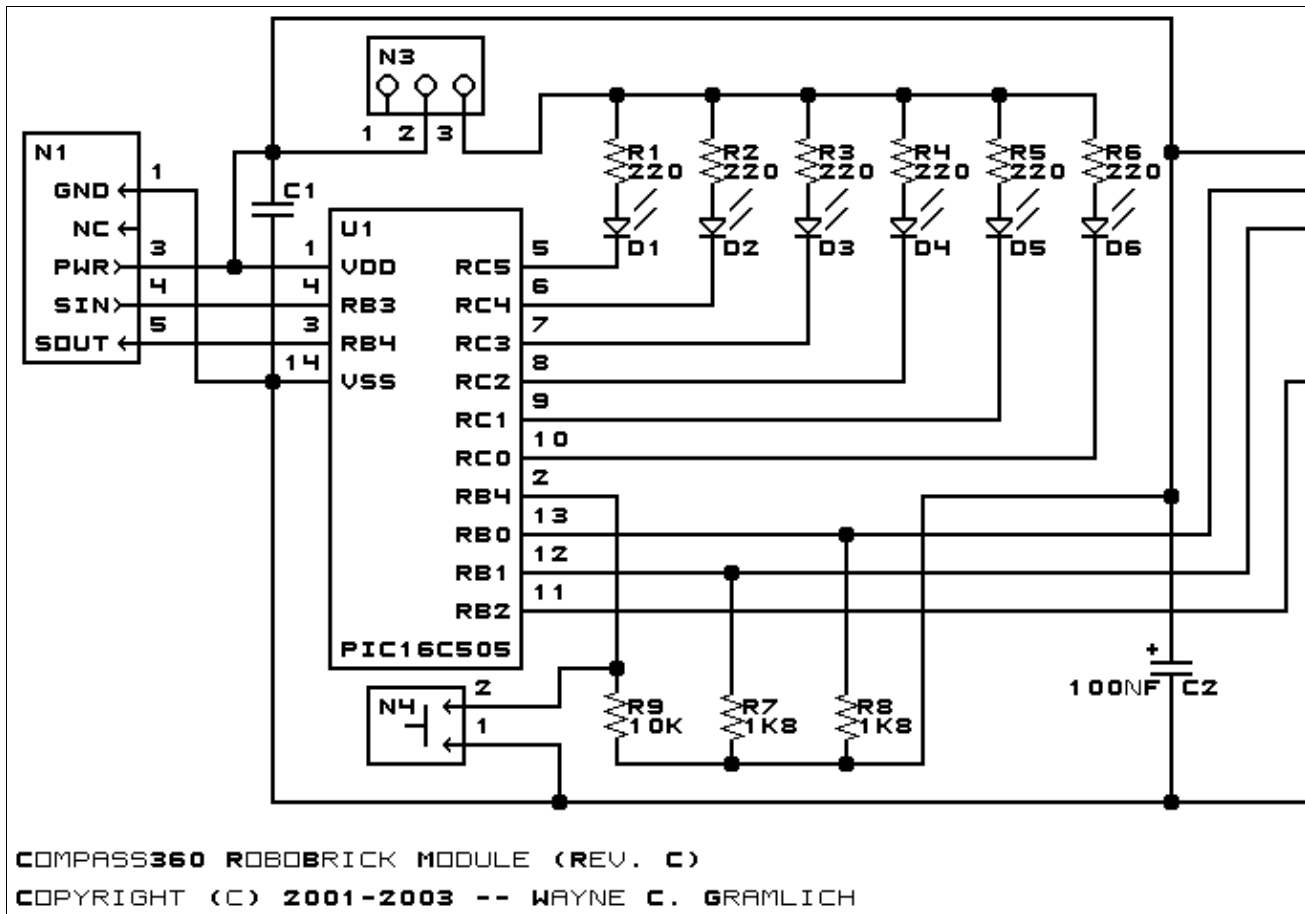 N3
1 2 3
N1
1
GND
NC
3
PWR
4
SIN
5
SOUT
C1
U1
1
VDD
4
RB3
3
RB4
14
VSS
RC5
5
RC4
6
RC3
7
RC2
8
RC1
9
RC0
10
RB4
2
RB0
13
RB1
12
RB2
11
PIC16C505
R1
220
R2
220
R3
220
R4
220
R5
220
R6
220
D1
D2
D3
D4
D5
D6
N4
2
1
R9
10K
R7
1K8
R8
1K8
+
100NF C2
COMPASS360 ROBOBRICK MODULE (REV. C)
COPYRIGHT (C) 2001-2003 -- WAYNE C. GRAMLICH